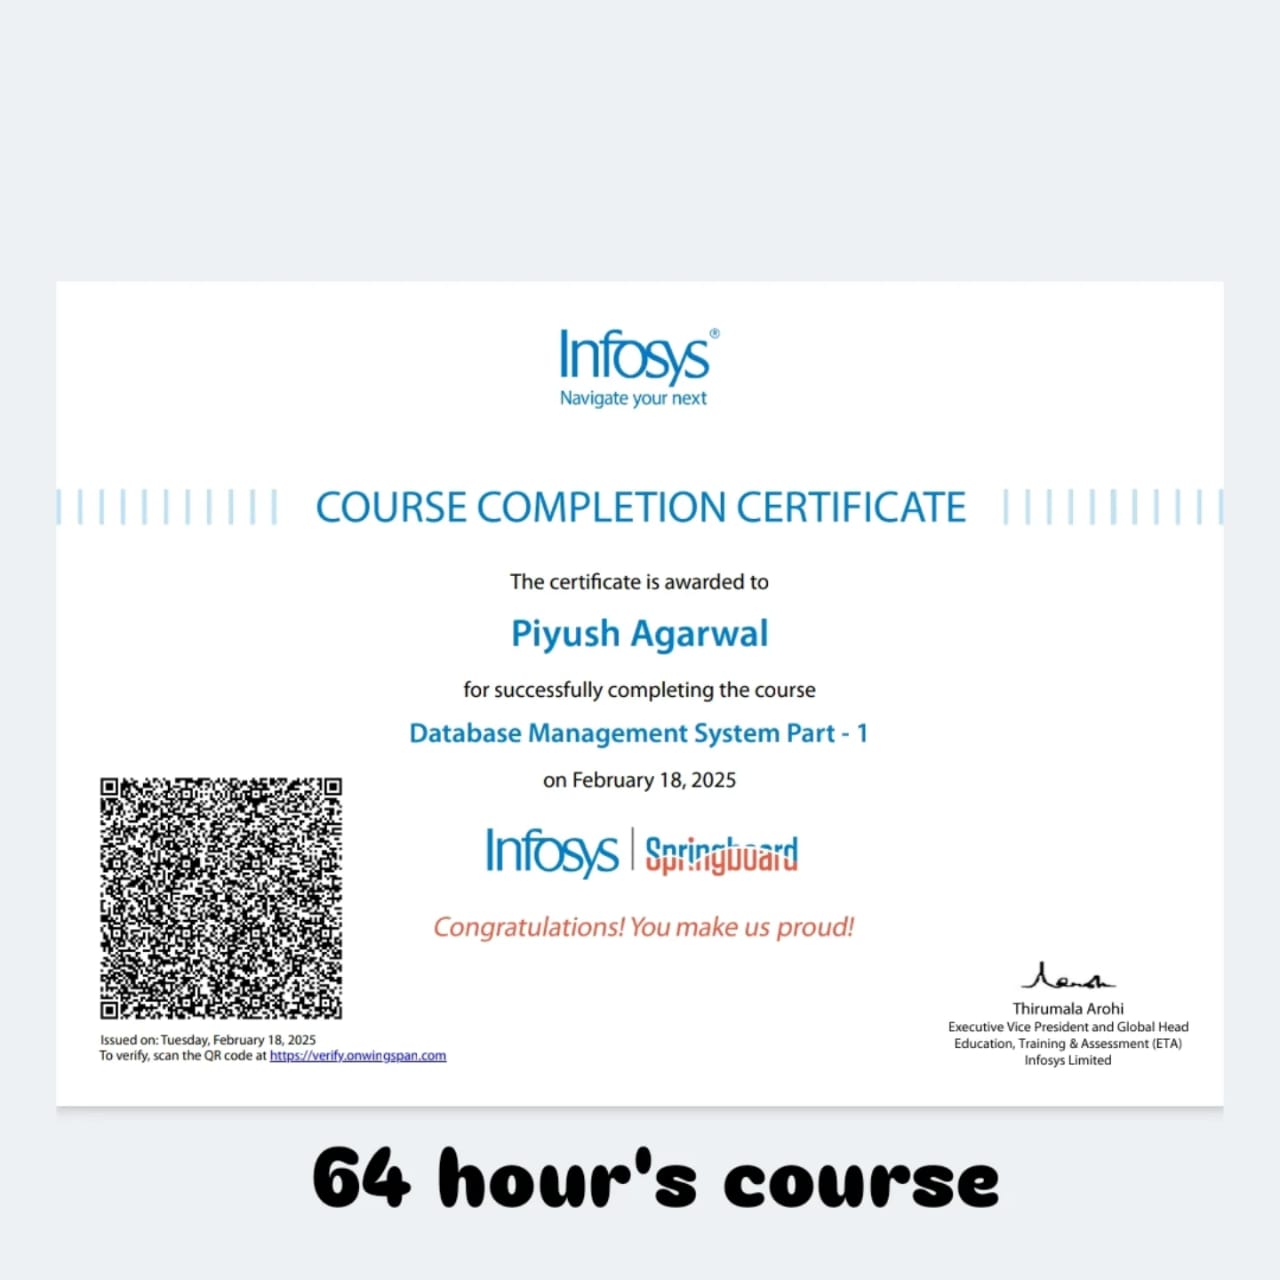 Infosys®
Navigate your next
COURSE COMPLETION CERTIFICATE
The certificate is awarded to
Piyush Agarwal
for successfully completing the course
Database Management System Part - 1
on February 18, 2025
Infosys | Springboard
Congratulations! You make us proud!
Issued on: Tuesday, February 18, 2025
To verify, scan the QR code at https://verify.onwingspan.com
Thirumala Arohi
Executive Vice President and Global Head
Education, Training & Assessment (ETA)
Infosys Limited
64 hour's course